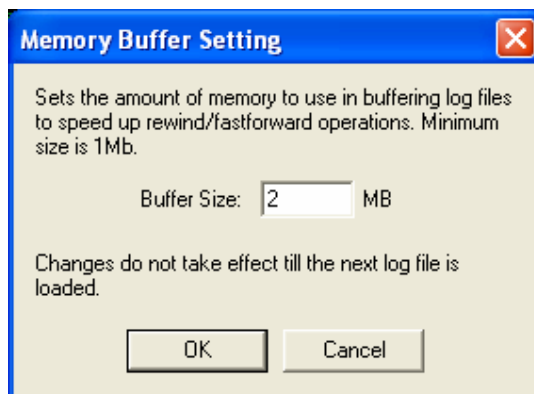 Memory Buffer Setting
Sets the amount of memory to use in buffering log files
to speed up rewind/fastforward operations. Minimum
size is 1Mb.
Buffer Size: 2 MB
Changes do not take effect till the next log file is
loaded.
OK Cancel